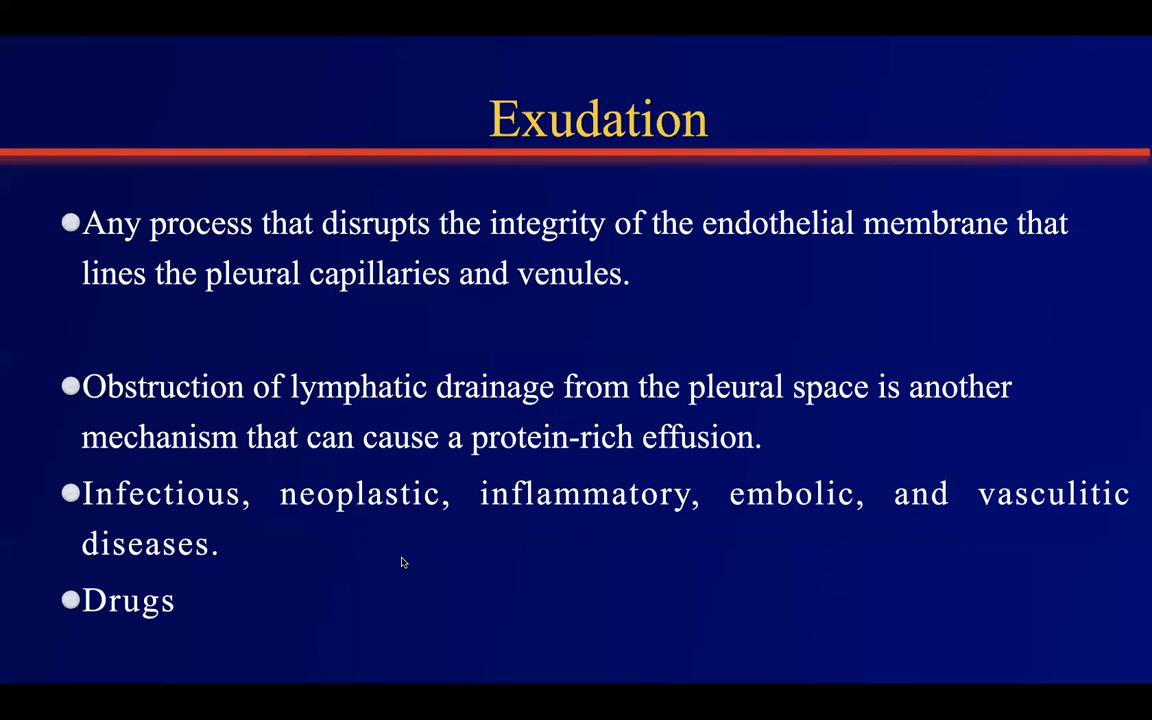 Exudation
●Any process that disrupts the integrity of the endothelial membrane that
lines the pleural capillaries and venules.
●Obstruction of lymphatic drainage from the pleural space is another
mechanism that can cause a protein-rich effusion.
●Infectious, neoplastic, inflammatory, embolic, and vasculitic
diseases.
●Drugs